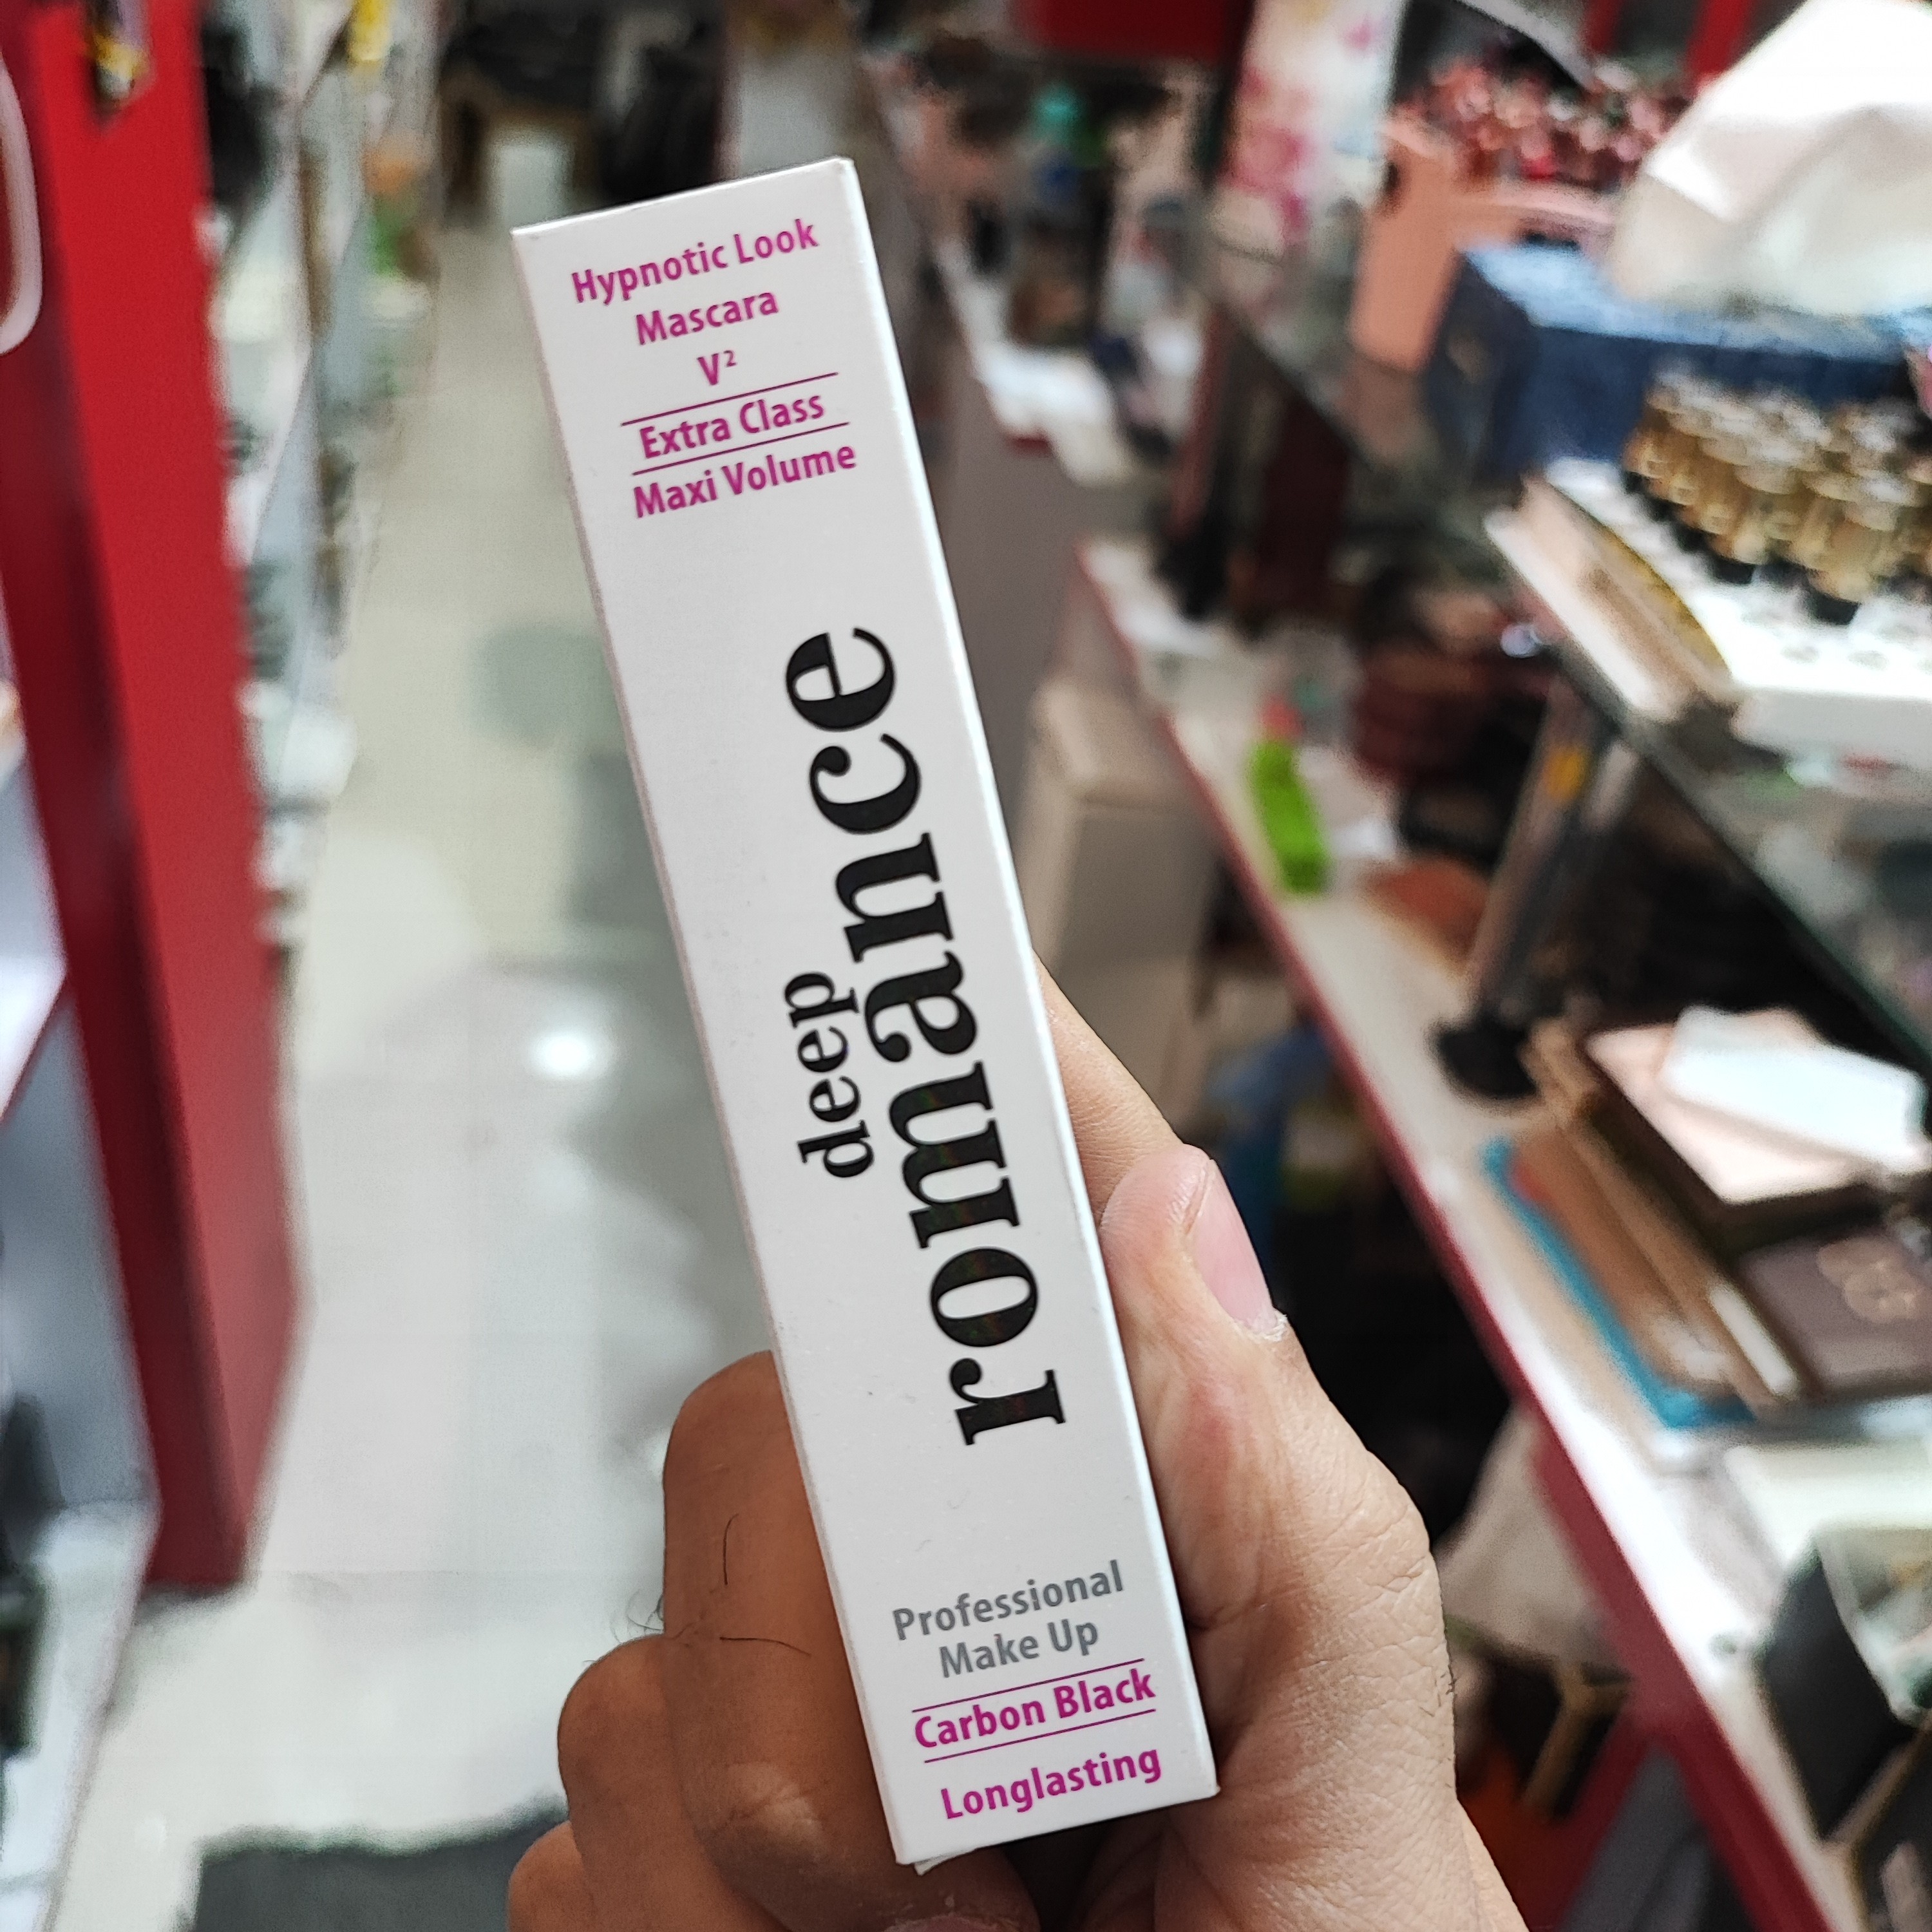 Hypnotic Look
Mascara
V²
Extra Class
Maxi Volume
deep
romance
Professional
Make Up
Carbon Black
Longlasting